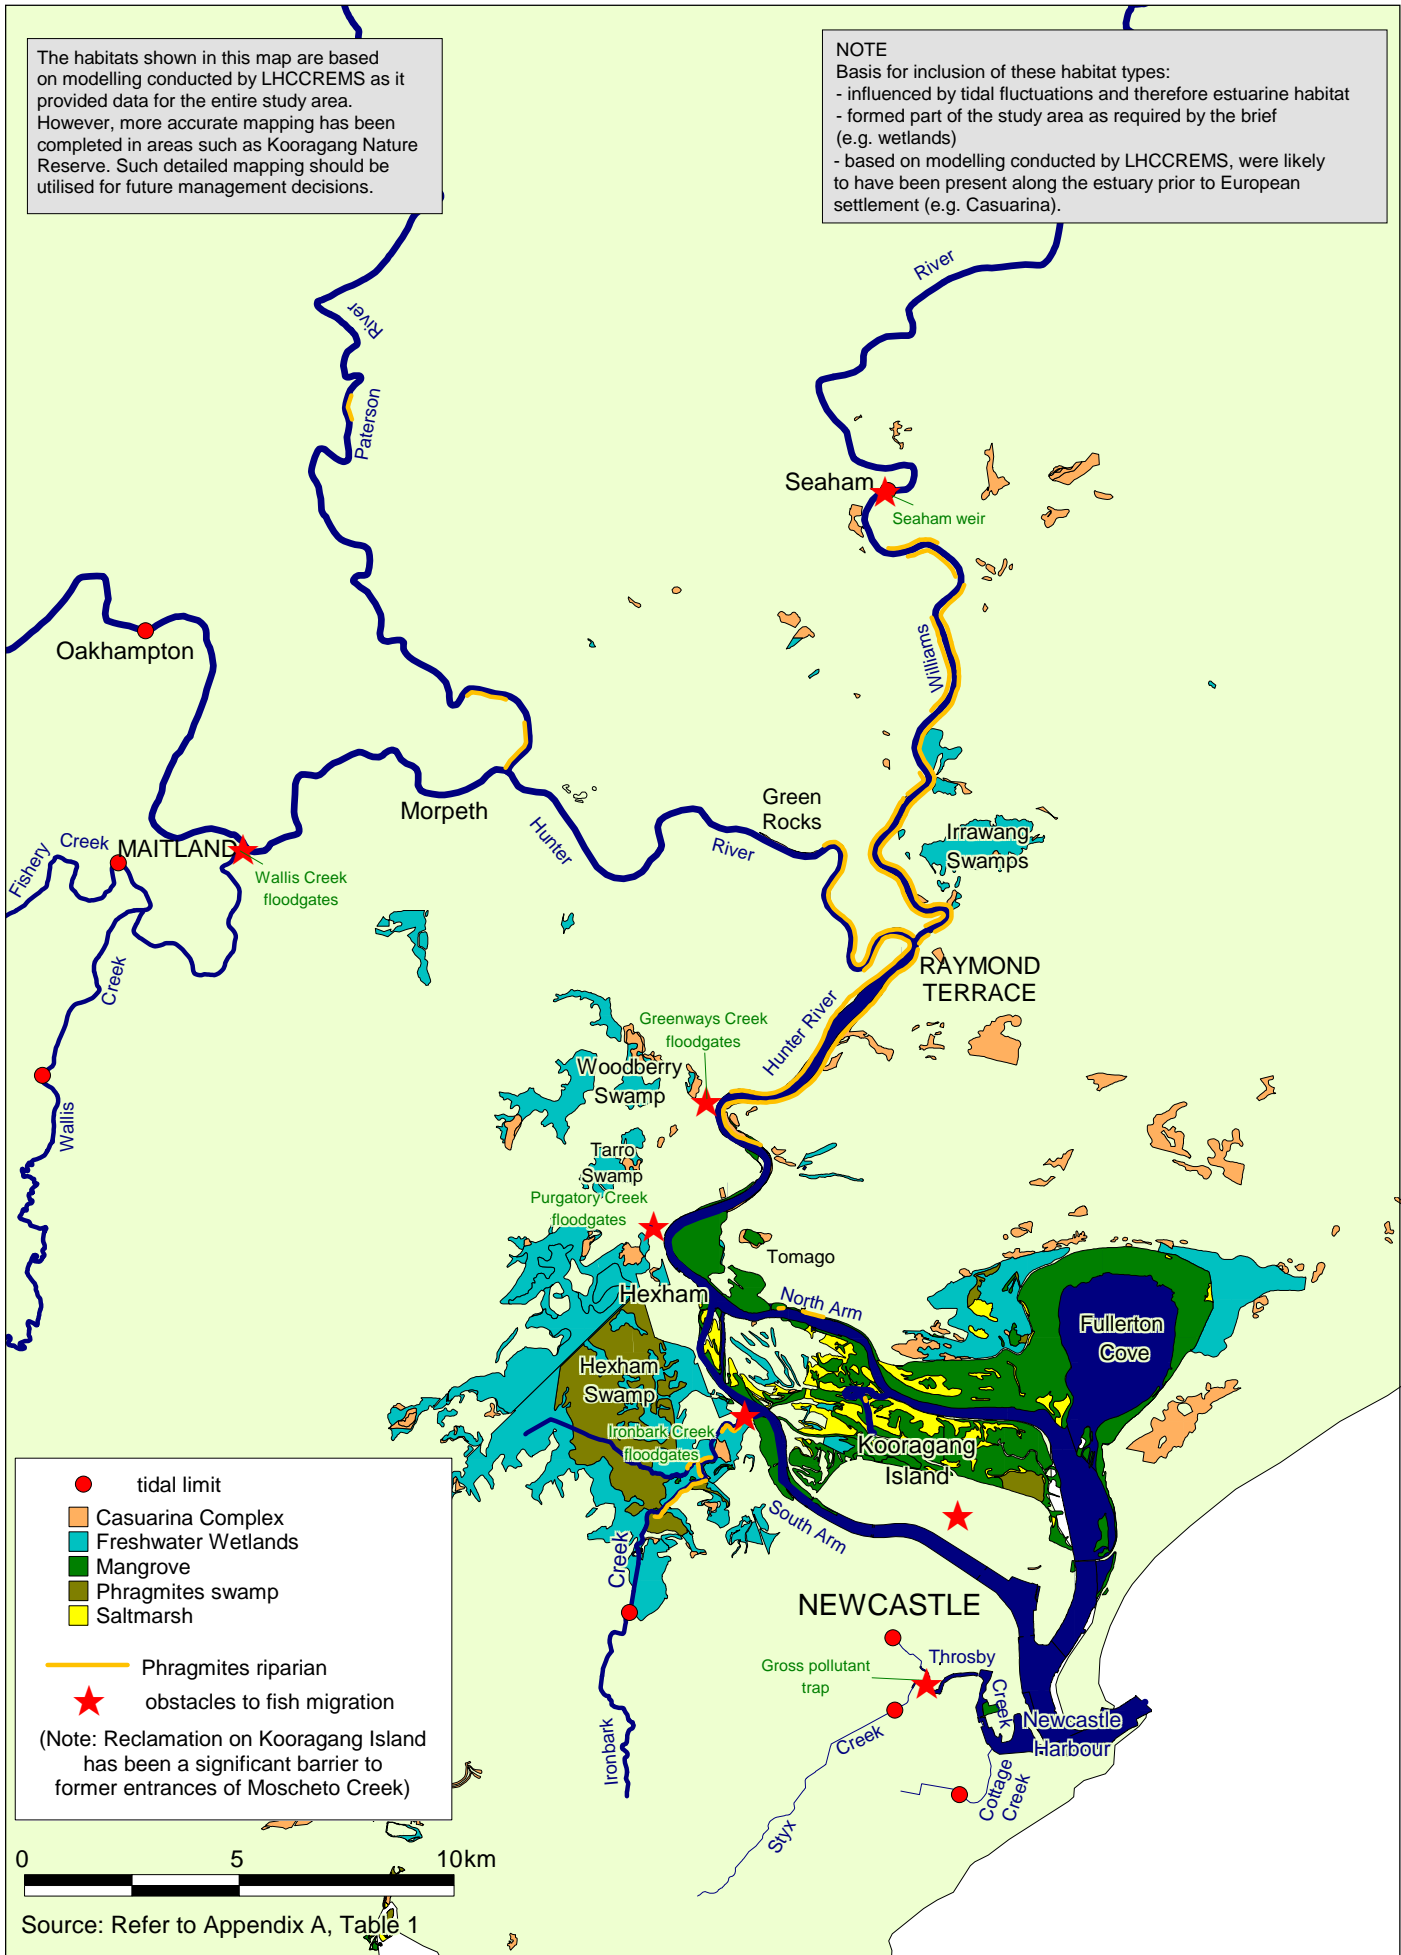 The habitats shown in this map are based
on modelling conducted by LHCCREMS as it
provided data for the entire study area.
However, more accurate mapping has been
completed in areas such as Kooragang Nature
Reserve. Such detailed mapping should be
utilised for future management decisions.
NOTE
Basis for inclusion of these habitat types:
- influenced by tidal fluctuations and therefore estuarine habitat
- formed part of the study area as required by the brief
(e.g. wetlands)
- based on modelling conducted by LHCCREMS, were likely
to have been present along the estuary prior to European
settlement (e.g. Casuarina).
River
River
Paterson
Seaham
Seaham weir
Oakhampton
Williams
Morpeth
Green
Rocks
Hunter
River
Irrawang
Swamps
Fishery
Creek
MAITLAND
Wallis Creek
floodgates
Creek
Wallis
RAYMOND
TERRACE
Hunter River
Greenways Creek
floodgates
Woodberry
Swamp
Tarro
Swamp
Purgatory Creek
floodgates
Tomago
Hexham
North Arm
Fullerton
Cove
Hexham
Swamp
Ironbark Creek
floodgates
Kooragang
Island
South Arm
Creek
Ironbark
NEWCASTLE
Throsby
Creek
Gross pollutant
trap
Newcastle
Harbour
Creek
Styx
Cottage
Creek
tidal limit
Casuarina Complex
Freshwater Wetlands
Mangrove
Phragmites swamp
Saltmarsh
Phragmites riparian
obstacles to fish migration
(Note: Reclamation on Kooragang Island
has been a significant barrier to
former entrances of Moscheto Creek)
0 5 10km
Source: Refer to Appendix A, Table 1